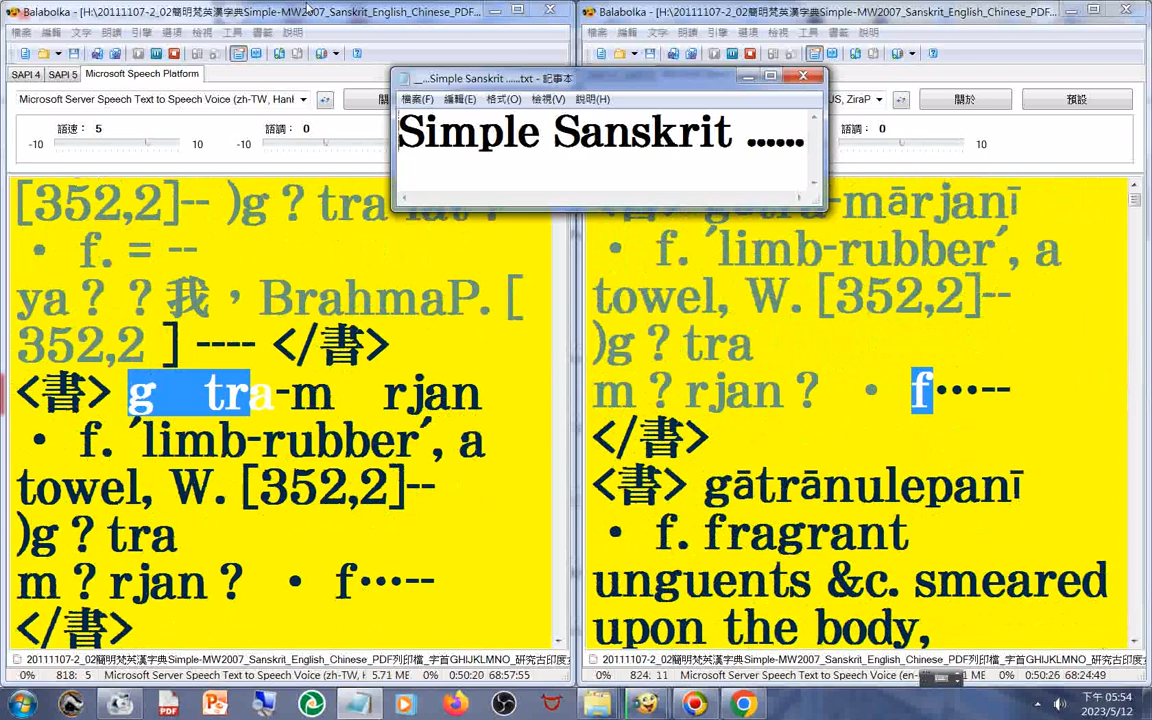 Balabolka - [H:\20111107-2_02簡明梵英漢字典Simple-MW2007_Sanskrit_English_Chinese_PDF...
檔案 編輯 文字 朗讀 引擎 選項 檢視 工具 書籤 說明
SAPI 4 SAPI 5 Microsoft Speech Platform
Microsoft Server Speech Text to Speech Voice (zh-TW, Hanl
語速: 5 語調: 0
-10 10 -10
[352,2]-- )g ? tra-lat ?
• f. = --
ya ? ? 我，BrahmaP. [
352,2 ] ---- </書>
<書> g tra-m rjan
• f. 'limb-rubber', a
towel, W. [352,2]--
)g ? tra
m ? rjan ? • f…--
</書>
20111107-2_02簡明梵英漢字典Simple-MW2007_Sanskrit_English_Chinese_PDF列印檔_字首GHIJKLMNO_研究古印度
0% 818: 5 Microsoft Server Speech Text to Speech Voice (zh-TW, H 5.71 ME 0% 0:50:20 68:57:55
__...Simple Sanskrit ......txt - 記事本
檔案(F) 編輯(E) 格式(O) 檢視(V) 說明(H)
Simple Sanskrit ......
Balabolka - [H:\20111107-2_02簡明梵英漢字典Simple-MW2007_Sanskrit_English_Chinese_PDF...
檔案 編輯 文字 朗讀 引擎 選項 檢視 工具 書籤 說明
US, ZiraP 關於 預設
語調: 0
10 -10 10
<書> gātra-mārjanī
• f. 'limb-rubber', a
towel, W. [352,2]--
)g ? tra
m ? rjan ? • f…--
</書>
<書> gātrānulepanī
• f. fragrant
unguents &c. smeared
upon the body,
20111107-2_02簡明梵英漢字典Simple-MW2007_Sanskrit_English_Chinese_PDF列印檔_字首GHIJKLMNO_研究古印度
0% 824: 11 Microsoft Server Speech Text to Speech Voice (en-US, 5.71 ME 0% 0:50:26 68:24:49
下午 05:54
2023/5/12